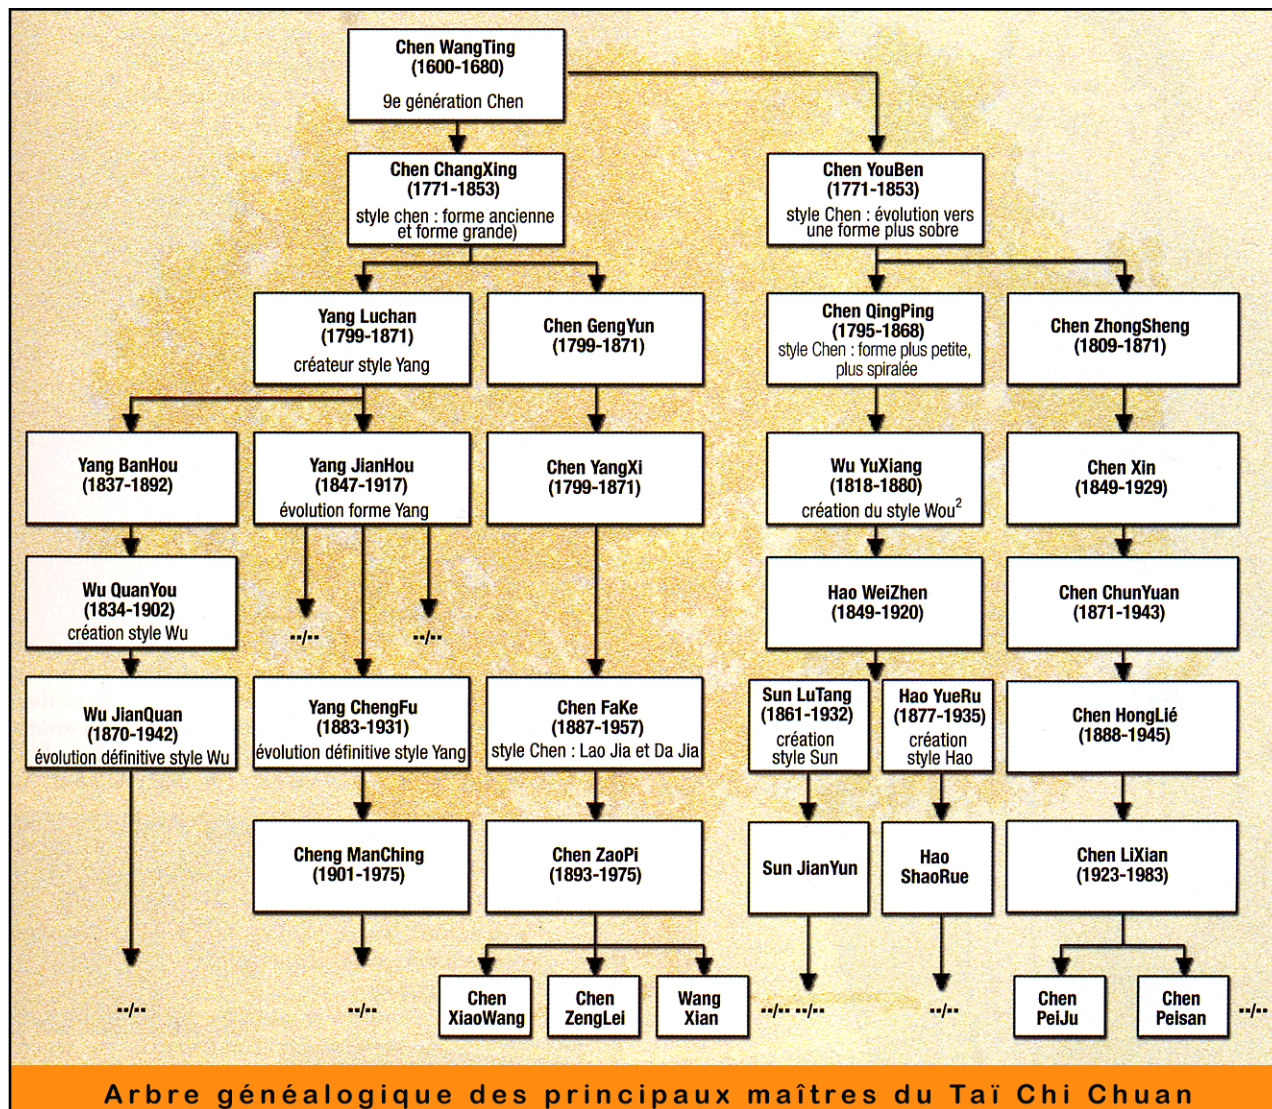 Chen WangTing
(1600-1680)
9e génération Chen
Chen ChangXing
(1771-1853)
style chen : forme ancienne
et forme grande)
Chen YouBen
(1771-1853)
style Chen : évolution vers
une forme plus sobre
Yang Luchan
(1799-1871)
créateur style Yang
Chen GengYun
(1799-1871)
Chen QingPing
(1795-1868)
style Chen : forme plus petite,
plus spiralée
Chen ZhongSheng
(1809-1871)
Yang BanHou
(1837-1892)
Yang JianHou
(1847-1917)
évolution forme Yang
Chen YangXi
(1799-1871)
Wu YuXiang
(1818-1880)
création du style Wou²
Chen Xin
(1849-1929)
Wu QuanYou
(1834-1902)
création style Wu
--/--
--/--
Hao WeiZhen
(1849-1920)
Chen ChunYuan
(1871-1943)
Wu JianQuan
(1870-1942)
évolution définitive style Wu
Yang ChengFu
(1883-1931)
évolution définitive style Yang
Chen FaKe
(1887-1957)
style Chen : Lao Jia et Da Jia
Sun LuTang
(1861-1932)
création
style Sun
Hao YueRu
(1877-1935)
création
style Hao
Chen HongLié
(1888-1945)
Cheng ManChing
(1901-1975)
Chen ZaoPi
(1893-1975)
Sun JianYun
Hao
ShaoRue
Chen LiXian
(1923-1983)
--/--
--/--
Chen
XiaoWang
Chen
ZengLei
Wang
Xian
--/-- --/--
--/--
Chen
PeiJu
Chen
Peisan
--/--
Arbre généalogique des principaux maîtres du Taï Chi Chuan